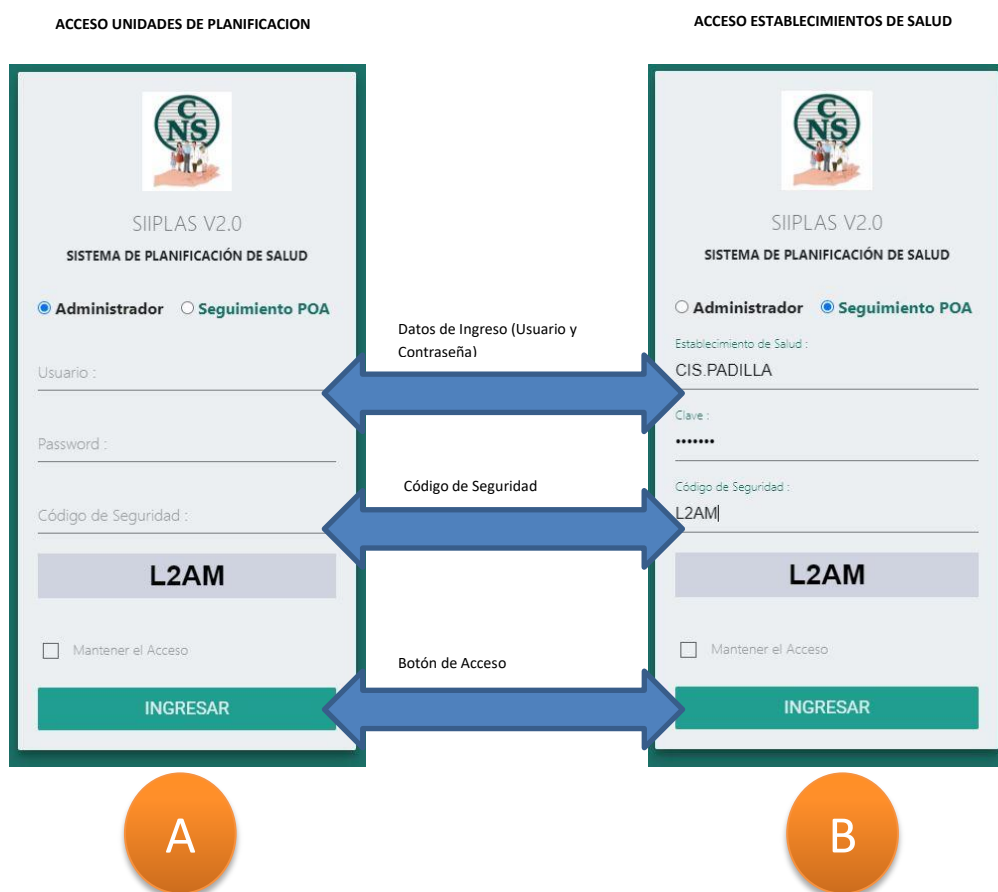 ACCESO UNIDADES DE PLANIFICACION
CNS
SIIPLAS V2.0
SISTEMA DE PLANIFICACIÓN DE SALUD
Administrador Seguimiento POA
Usuario :
Password :
Código de Seguridad :
L2AM
Mantener el Acceso
INGRESAR
A
Datos de Ingreso (Usuario y
Contraseña)
Código de Seguridad
Botón de Acceso
ACCESO ESTABLECIMIENTOS DE SALUD
CNS
SIIPLAS V2.0
SISTEMA DE PLANIFICACIÓN DE SALUD
Administrador Seguimiento POA
Establecimiento de Salud :
CIS.PADILLA
Clave :
•••••••
Código de Seguridad :
L2AM
L2AM
Mantener el Acceso
INGRESAR
B